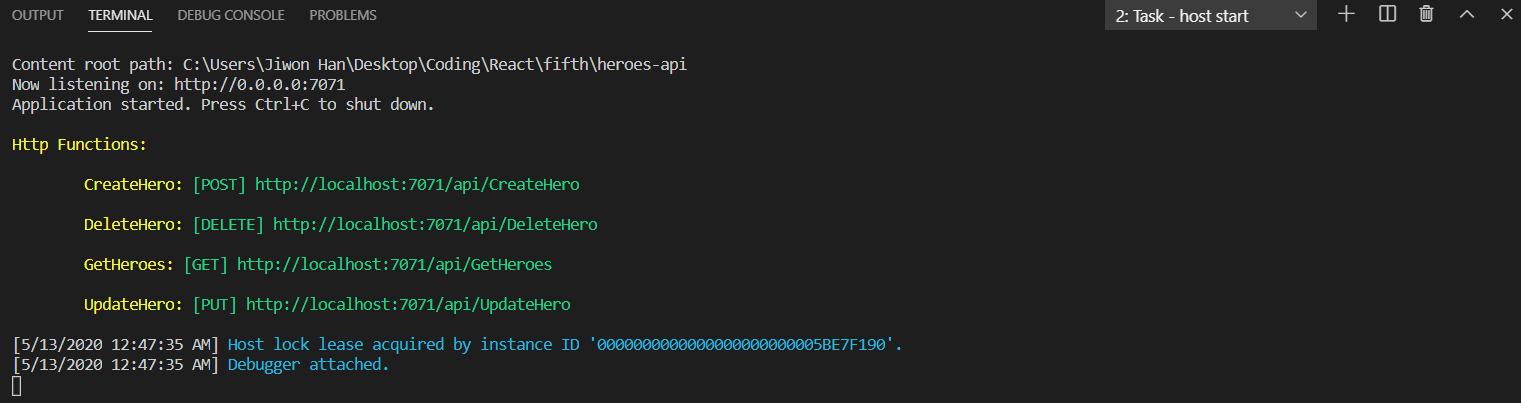 OUTPUT TERMINAL DEBUG CONSOLE PROBLEMS 2: Task - host start
Content root path: C:\Users\Jiwon Han\Desktop\Coding\React\fifth\heroes-api
Now listening on: http://0.0.0.0:7071
Application started. Press Ctrl+C to shut down.
Http Functions:
CreateHero: [POST] http://localhost:7071/api/CreateHero
DeleteHero: [DELETE] http://localhost:7071/api/DeleteHero
GetHeroes: [GET] http://localhost:7071/api/GetHeroes
UpdateHero: [PUT] http://localhost:7071/api/UpdateHero
[5/13/2020 12:47:35 AM] Host lock lease acquired by instance ID '0000000000000000000000005BE7F190'.
[5/13/2020 12:47:35 AM] Debugger attached.